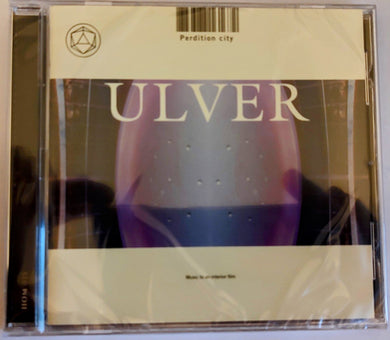 Perdition city
ULVER
Music to an interior film